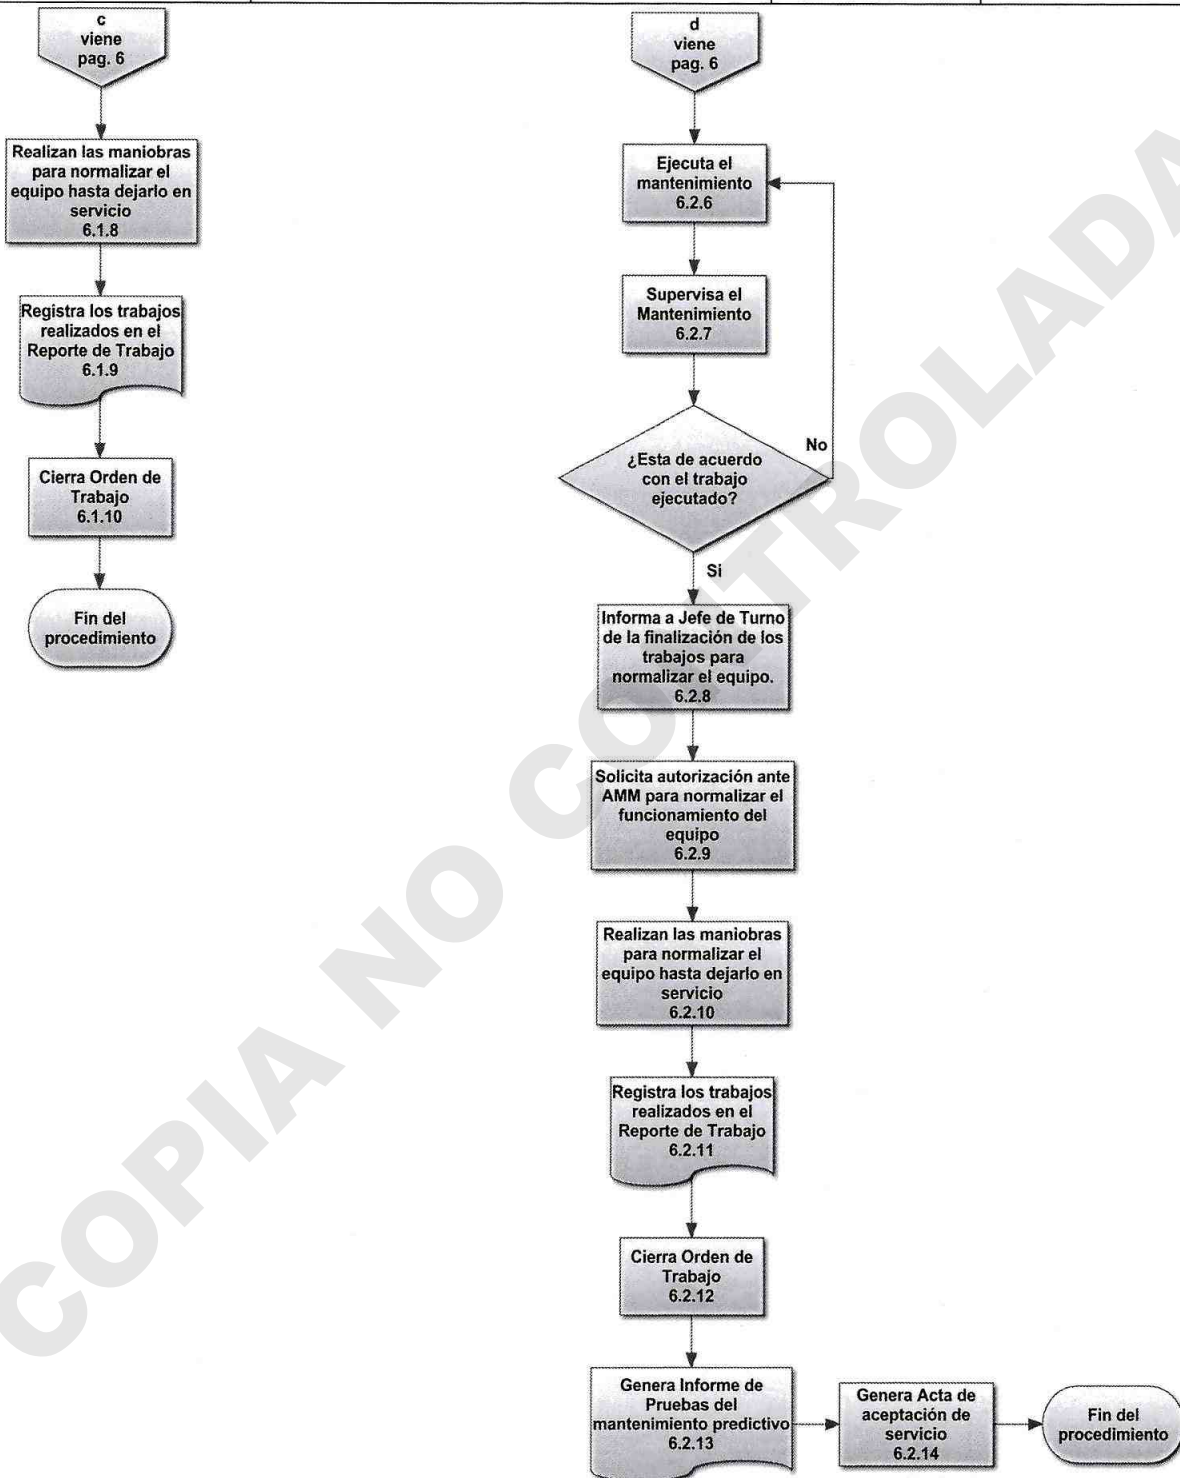 c
viene
pag. 6
Realizan las maniobras
para normalizar el
equipo hasta dejarlo en
servicio
6.1.8
Registra los trabajos
realizados en el
Reporte de Trabajo
6.1.9
Cierra Orden de
Trabajo
6.1.10
Fin del
procedimiento
d
viene
pag. 6
Ejecuta el
mantenimiento
6.2.6
Supervisa el
Mantenimiento
6.2.7
¿Esta de acuerdo
con el trabajo
ejecutado?
No
Si
Informa a Jefe de Turno
de la finalización de los
trabajos para
normalizar el equipo.
6.2.8
Solicita autorización ante
AMM para normalizar el
funcionamiento del
equipo
6.2.9
Realizan las maniobras
para normalizar el
equipo hasta dejarlo en
servicio
6.2.10
Registra los trabajos
realizados en el
Reporte de Trabajo
6.2.11
Cierra Orden de
Trabajo
6.2.12
Genera Informe de
Pruebas del
mantenimiento predictivo
6.2.13
Genera Acta de
aceptación de
servicio
6.2.14
Fin del
procedimiento
COPIA NO CONTROLADA